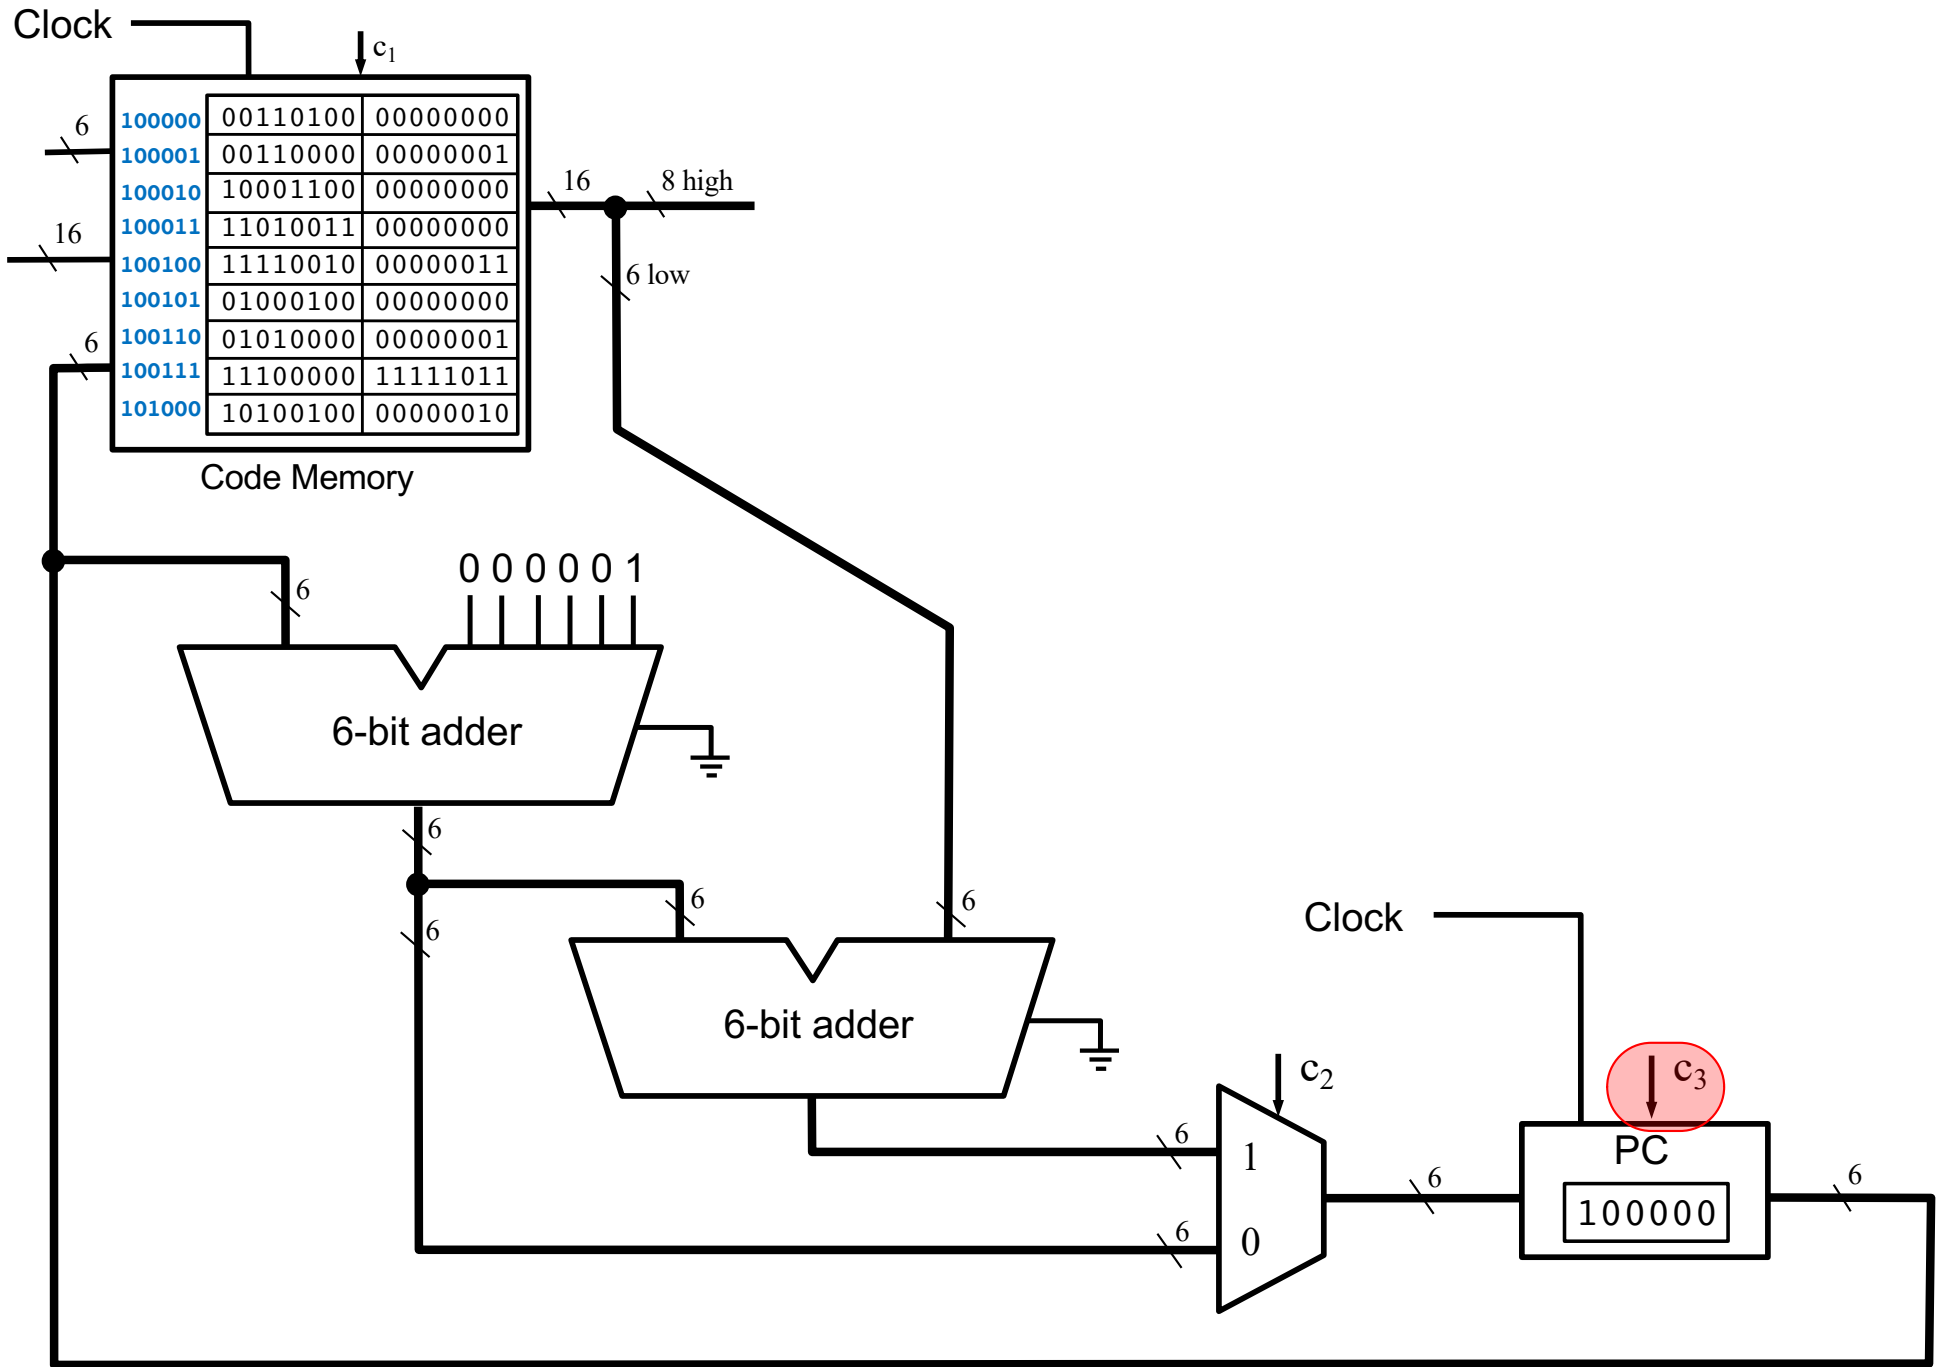 Clock
c1
100000 00110100 00000000
6
100001 00110000 00000001
100010 10001100 00000000
16
8 high
100011 11010011 00000000
16
100100 11110010 00000011
6 low
100101 01000100 00000000
100110 01010000 00000001
6
100111 11100000 11111011
101000 10100100 00000010
Code Memory
0 0 0 0 0 1
6
6-bit adder
6
6
6
6
Clock
6-bit adder
c2
c3
6
1
PC
6
6
100000
6
0